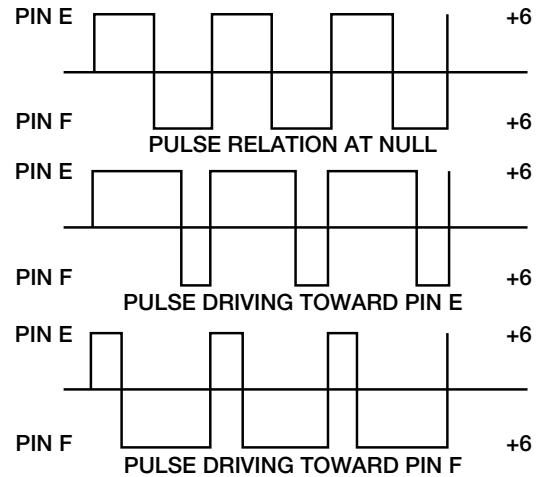 PIN E +6
PIN F +6
PULSE RELATION AT NULL
PIN E +6
PIN F +6
PULSE DRIVING TOWARD PIN E
PIN E +6
PIN F +6
PULSE DRIVING TOWARD PIN F